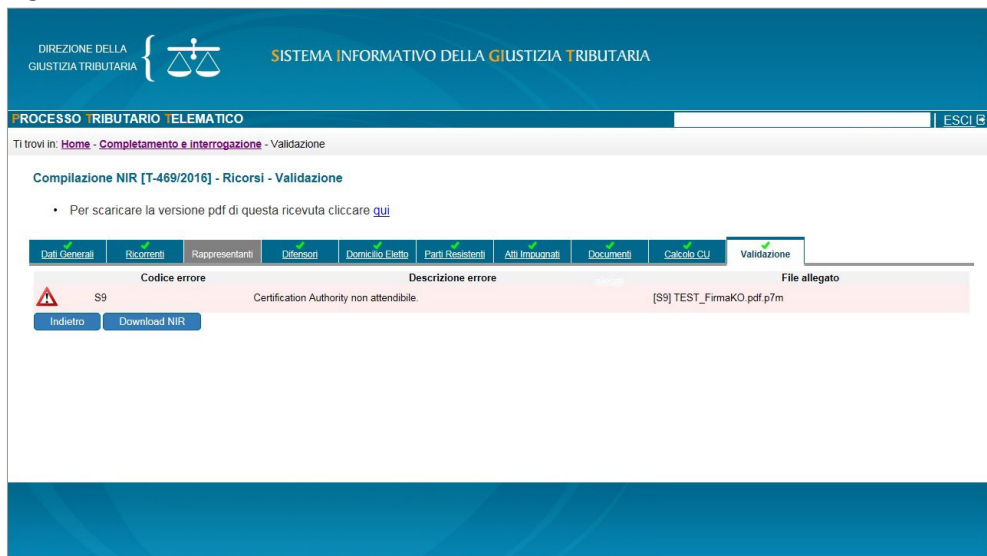 DIREZIONE DELLA
GIUSTIZIA TRIBUTARIA
SISTEMA INFORMATIVO DELLA GIUSTIZIA TRIBUTARIA
PROCESSO TRIBUTARIO TELEMATICO
ESCI
Ti trovi in: Home - Completamento e interrogazione - Validazione
Compilazione NIR [T-469/2016] - Ricorsi - Validazione
• Per scaricare la versione pdf di questa ricevuta cliccare qui
Dati Generali Ricorrenti Rappresentanti Difensori Domicilio Eletto Parti Resistenti Atti Impugnati Documenti Calcolo CU Validazione
Codice errore Descrizione errore File allegato
S9 Certification Authority non attendibile. [S9] TEST_FirmaKO.pdf.p7m
Indietro Download NIR